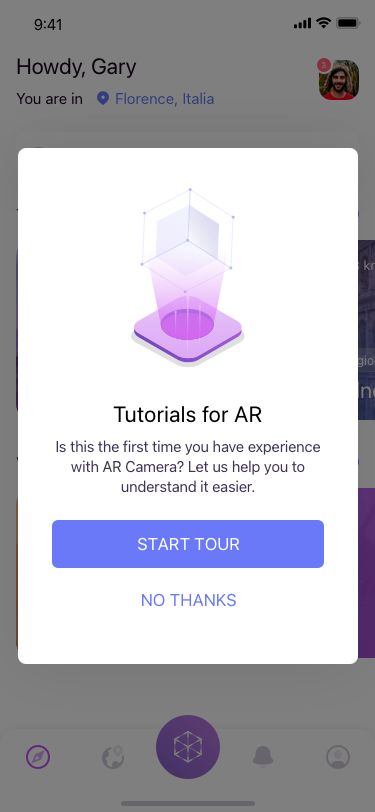 9:41
Howdy, Gary
3
You are in Florence, Italia
km
Tutorials for AR
Is this the first time you have experience
with AR Camera? Let us help you to
understand it easier.
START TOUR
NO THANKS